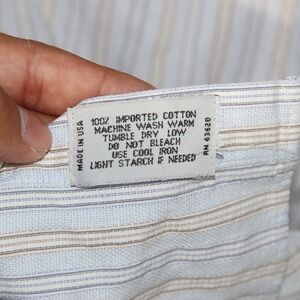 MADE IN USA
100% IMPORTED COTTON
MACHINE WASH WARM
TUMBLE DRY LOW
DO NOT BLEACH
USE COOL IRON
LIGHT STARCH IF NEEDED
RN 63620